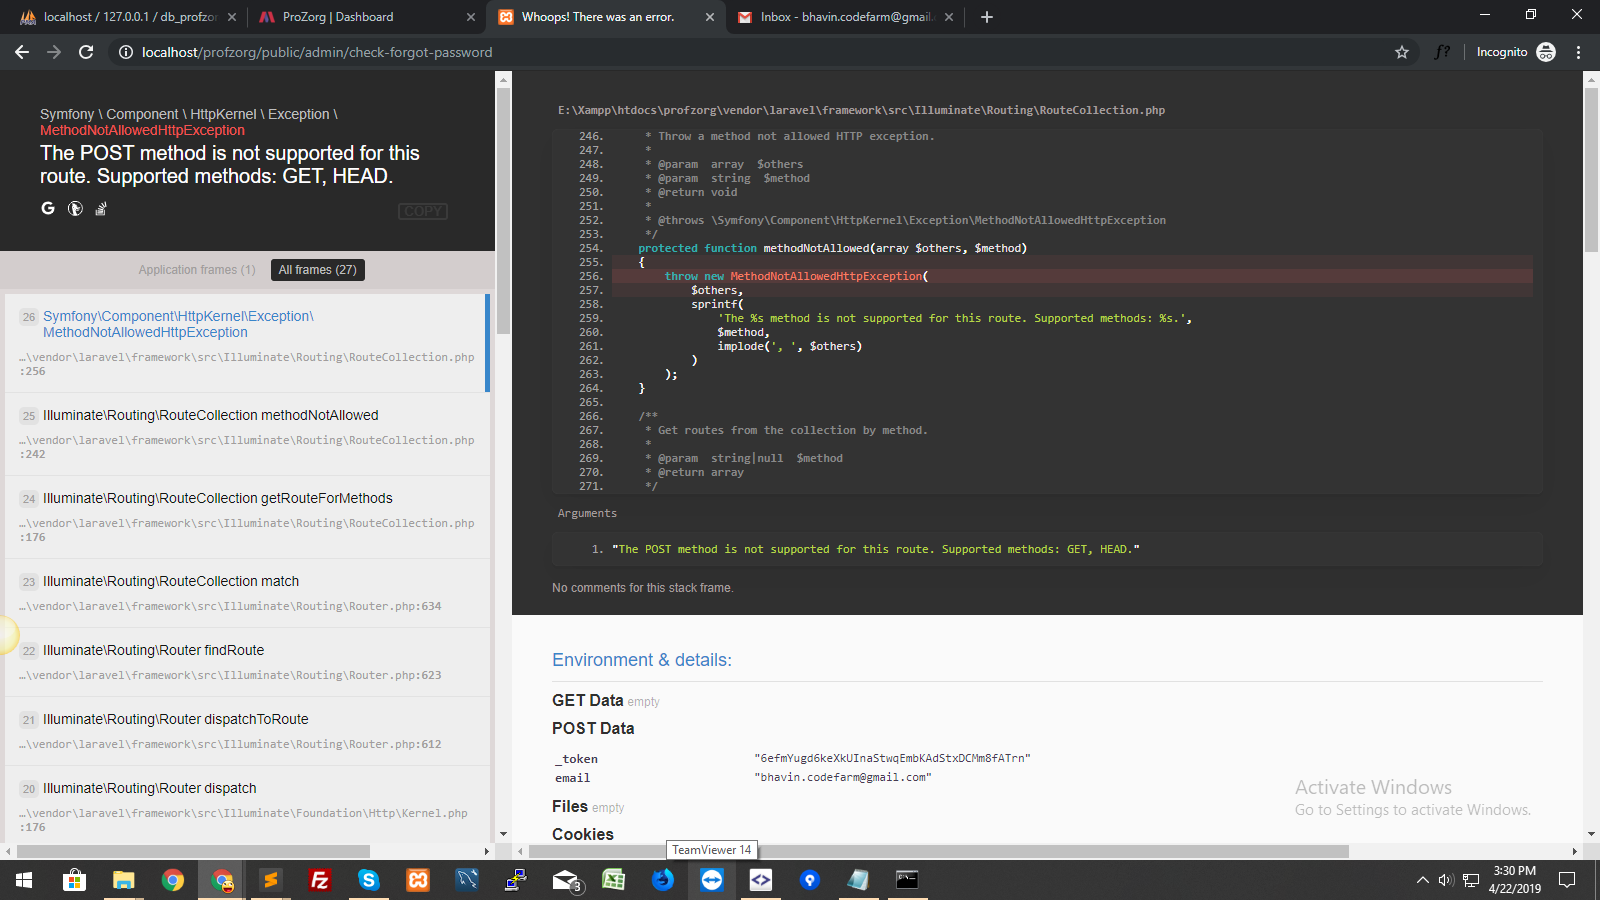 localhost / 127.0.0.1 / db_profzor
ProZorg | Dashboard
Whoops! There was an error.
Inbox - bhavin.codefarm@gmail.
localhost/profzorg/public/admin/check-forgot-password
f?
Incognito
Symfony \ Component \ HttpKernel \ Exception \
MethodNotAllowedHttpException
The POST method is not supported for this
route. Supported methods: GET, HEAD.
COPY
Application frames (1)
All frames (27)
26 Symfony\Component\HttpKernel\Exception\
MethodNotAllowedHttpException
…\vendor\laravel\framework\src\Illuminate\Routing\RouteCollection.php
:256
25 Illuminate\Routing\RouteCollection methodNotAllowed
…\vendor\laravel\framework\src\Illuminate\Routing\RouteCollection.php
:242
24 Illuminate\Routing\RouteCollection getRouteForMethods
…\vendor\laravel\framework\src\Illuminate\Routing\RouteCollection.php
:176
23 Illuminate\Routing\RouteCollection match
…\vendor\laravel\framework\src\Illuminate\Routing\Router.php:634
22 Illuminate\Routing\Router findRoute
…\vendor\laravel\framework\src\Illuminate\Routing\Router.php:623
21 Illuminate\Routing\Router dispatchToRoute
…\vendor\laravel\framework\src\Illuminate\Routing\Router.php:612
20 Illuminate\Routing\Router dispatch
…\vendor\laravel\framework\src\Illuminate\Foundation\Http\Kernel.php
:176
E:\Xampp\htdocs\profzorg\vendor\laravel\framework\src\Illuminate\Routing\RouteCollection.php
246. * Throw a method not allowed HTTP exception.
247. *
248. * @param array $others
249. * @param string $method
250. * @return void
251. *
252. * @throws \Symfony\Component\HttpKernel\Exception\MethodNotAllowedHttpException
253. */
254. protected function methodNotAllowed(array $others, $method)
255. {
256. throw new MethodNotAllowedHttpException(
257. $others,
258. sprintf(
259. 'The %s method is not supported for this route. Supported methods: %s.',
260. $method,
261. implode(', ', $others)
262. )
263. );
264. }
265.
266. /**
267. * Get routes from the collection by method.
268. *
269. * @param string|null $method
270. * @return array
271. */
Arguments
1. "The POST method is not supported for this route. Supported methods: GET, HEAD."
No comments for this stack frame.
Environment & details:
GET Data empty
POST Data
_token "6efmYugd6keXkUInaStwqEmbKAdStxDCMm8fATrn"
email "bhavin.codefarm@gmail.com"
Files empty
Cookies
Activate Windows
Go to Settings to activate Windows.
TeamViewer 14
3
3:30 PM
4/22/2019